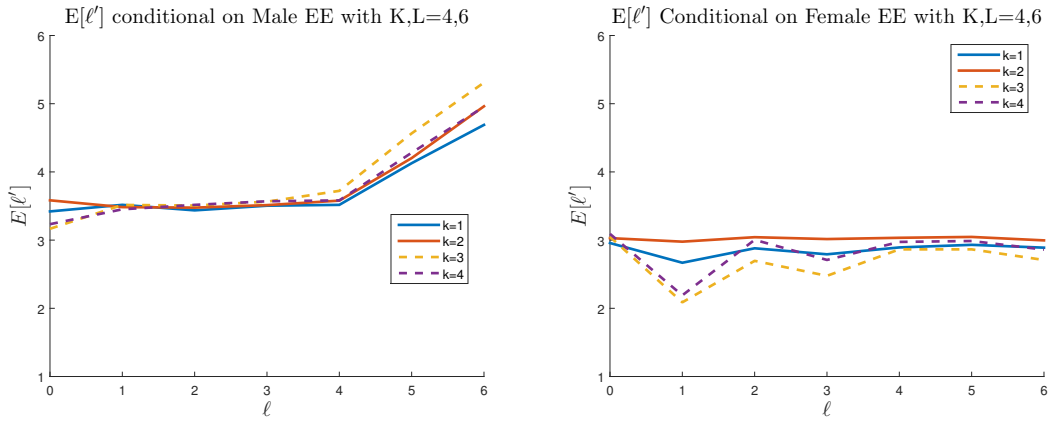 E[ℓ′] conditional on Male EE with K,L=4,6
6
5
4
3
2
1
E[ℓ′]
k=1
k=2
k=3
k=4
0 1 2 3 4 5 6
ℓ
E[ℓ′] Conditional on Female EE with K,L=4,6
6
5
4
3
2
1
E[ℓ′]
k=1
k=2
k=3
k=4
0 1 2 3 4 5 6
ℓ